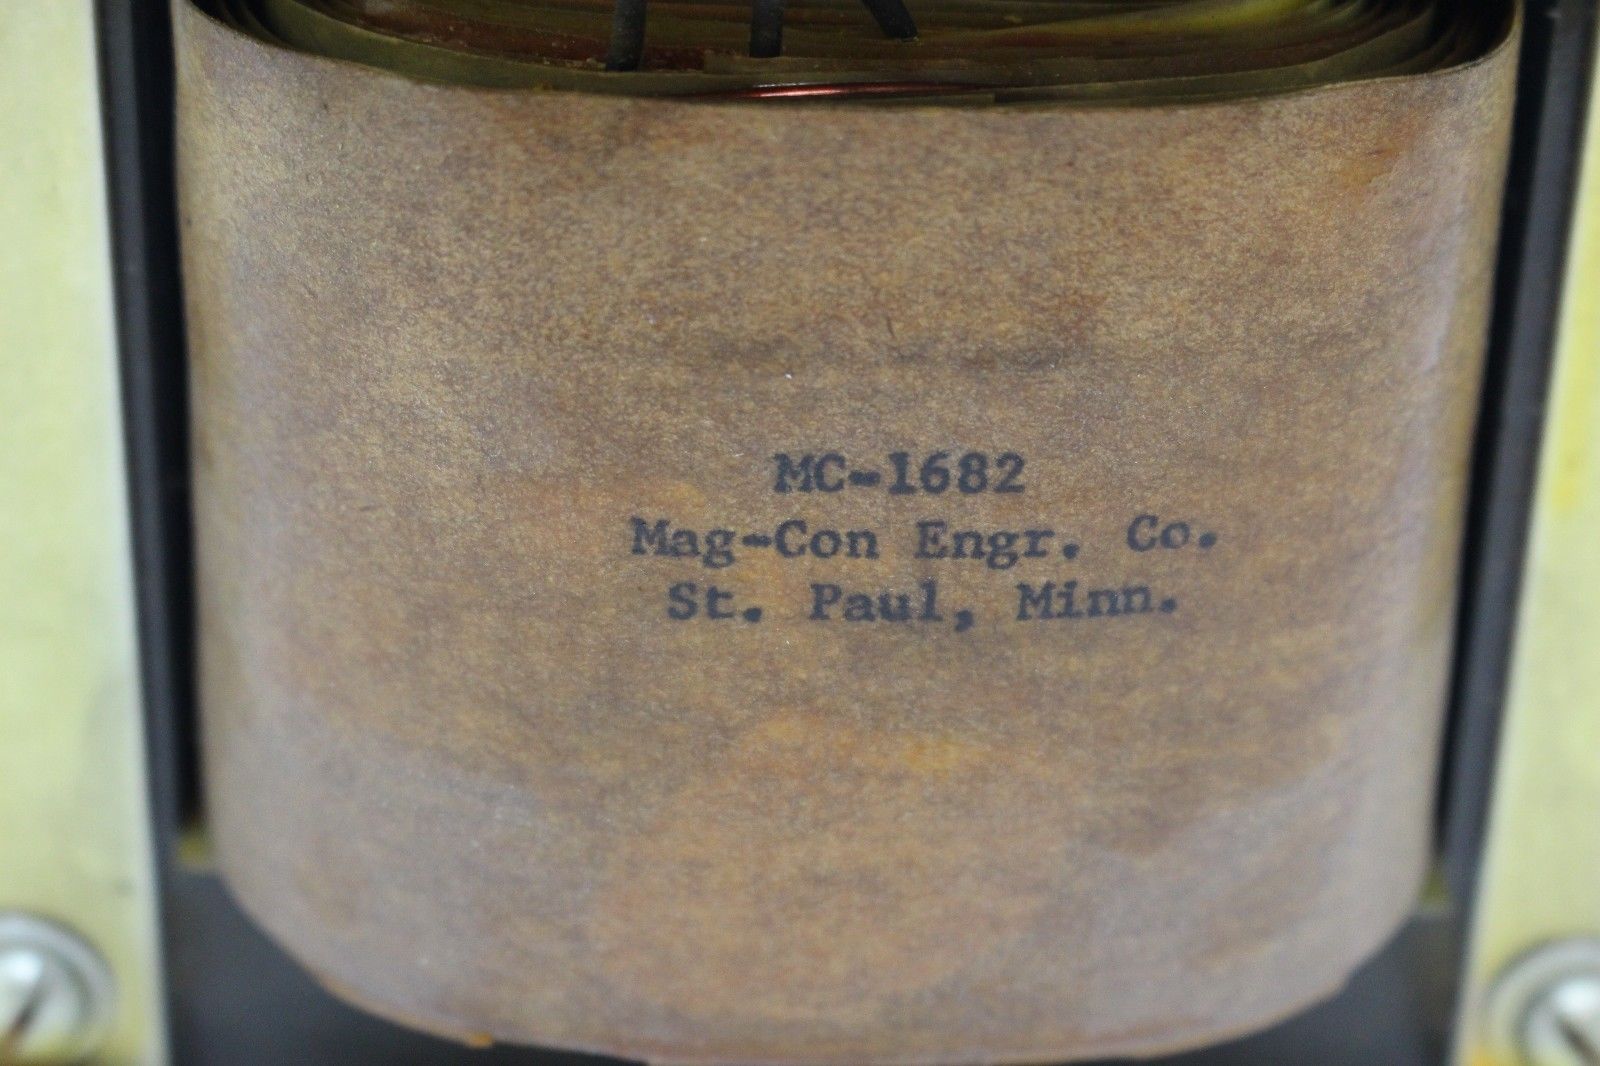 MC-1682
Mag-Con Engr. Co.
St. Paul, Minn.